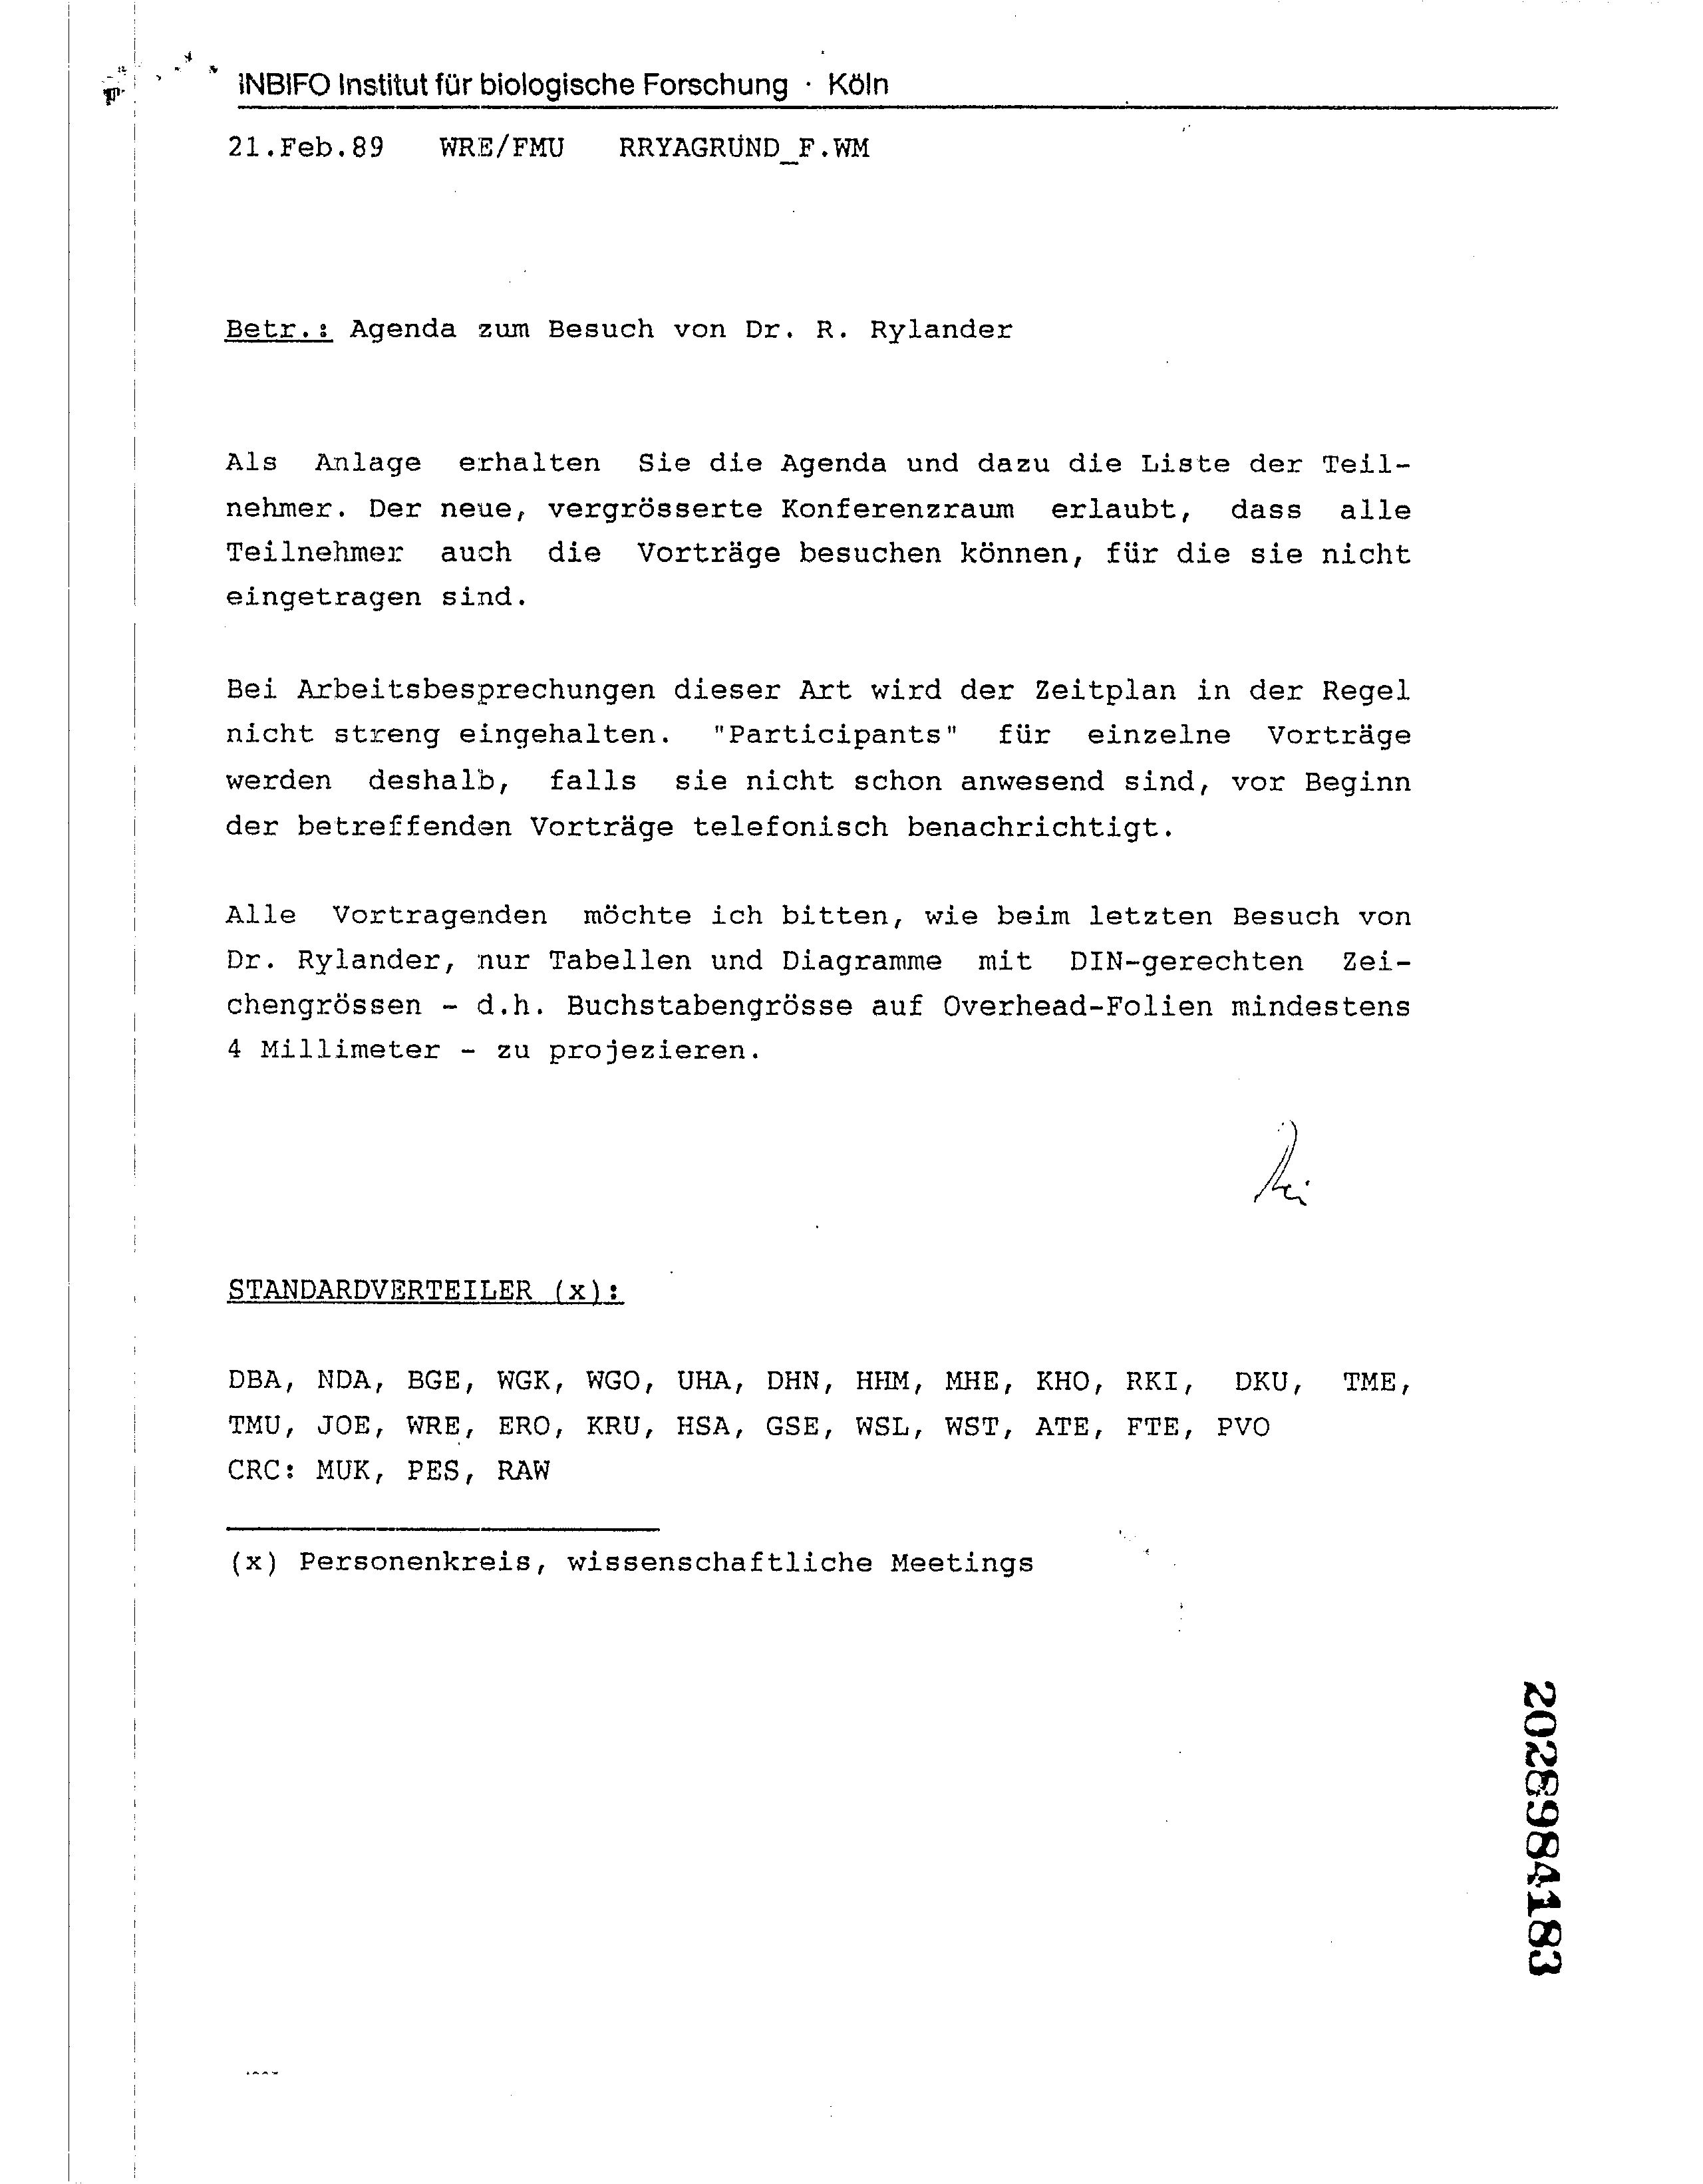 INBIFO Institut für biologische Forschung · Köln
21.Feb.89 WRE/FMU RRYAGRUND_F.WM
Betr.: Agenda zum Besuch von Dr. R. Rylander
Als Anlage erhalten Sie die Agenda und dazu die Liste der Teil-
nehmer. Der neue, vergrösserte Konferenzraum erlaubt, dass alle
Teilnehmer auch die Vorträge besuchen können, für die sie nicht
eingetragen sind.
Bei Arbeitsbesprechungen dieser Art wird der Zeitplan in der Regel
nicht streng eingehalten. "Participants" für einzelne Vorträge
werden deshalb, falls sie nicht schon anwesend sind, vor Beginn
der betreffenden Vorträge telefonisch benachrichtigt.
Alle Vortragenden möchte ich bitten, wie beim letzten Besuch von
Dr. Rylander, nur Tabellen und Diagramme mit DIN-gerechten Zei-
chengrössen - d.h. Buchstabengrösse auf Overhead-Folien mindestens
4 Millimeter - zu projezieren.
STANDARDVERTEILER (x):
DBA, NDA, BGE, WGK, WGO, UHA, DHN, HHM, MHE, KHO, RKI, DKU, TME,
TMU, JOE, WRE, ERO, KRU, HSA, GSE, WSL, WST, ATE, FTE, PVO
CRC: MUK, PES, RAW
(x) Personenkreis, wissenschaftliche Meetings
2028984183